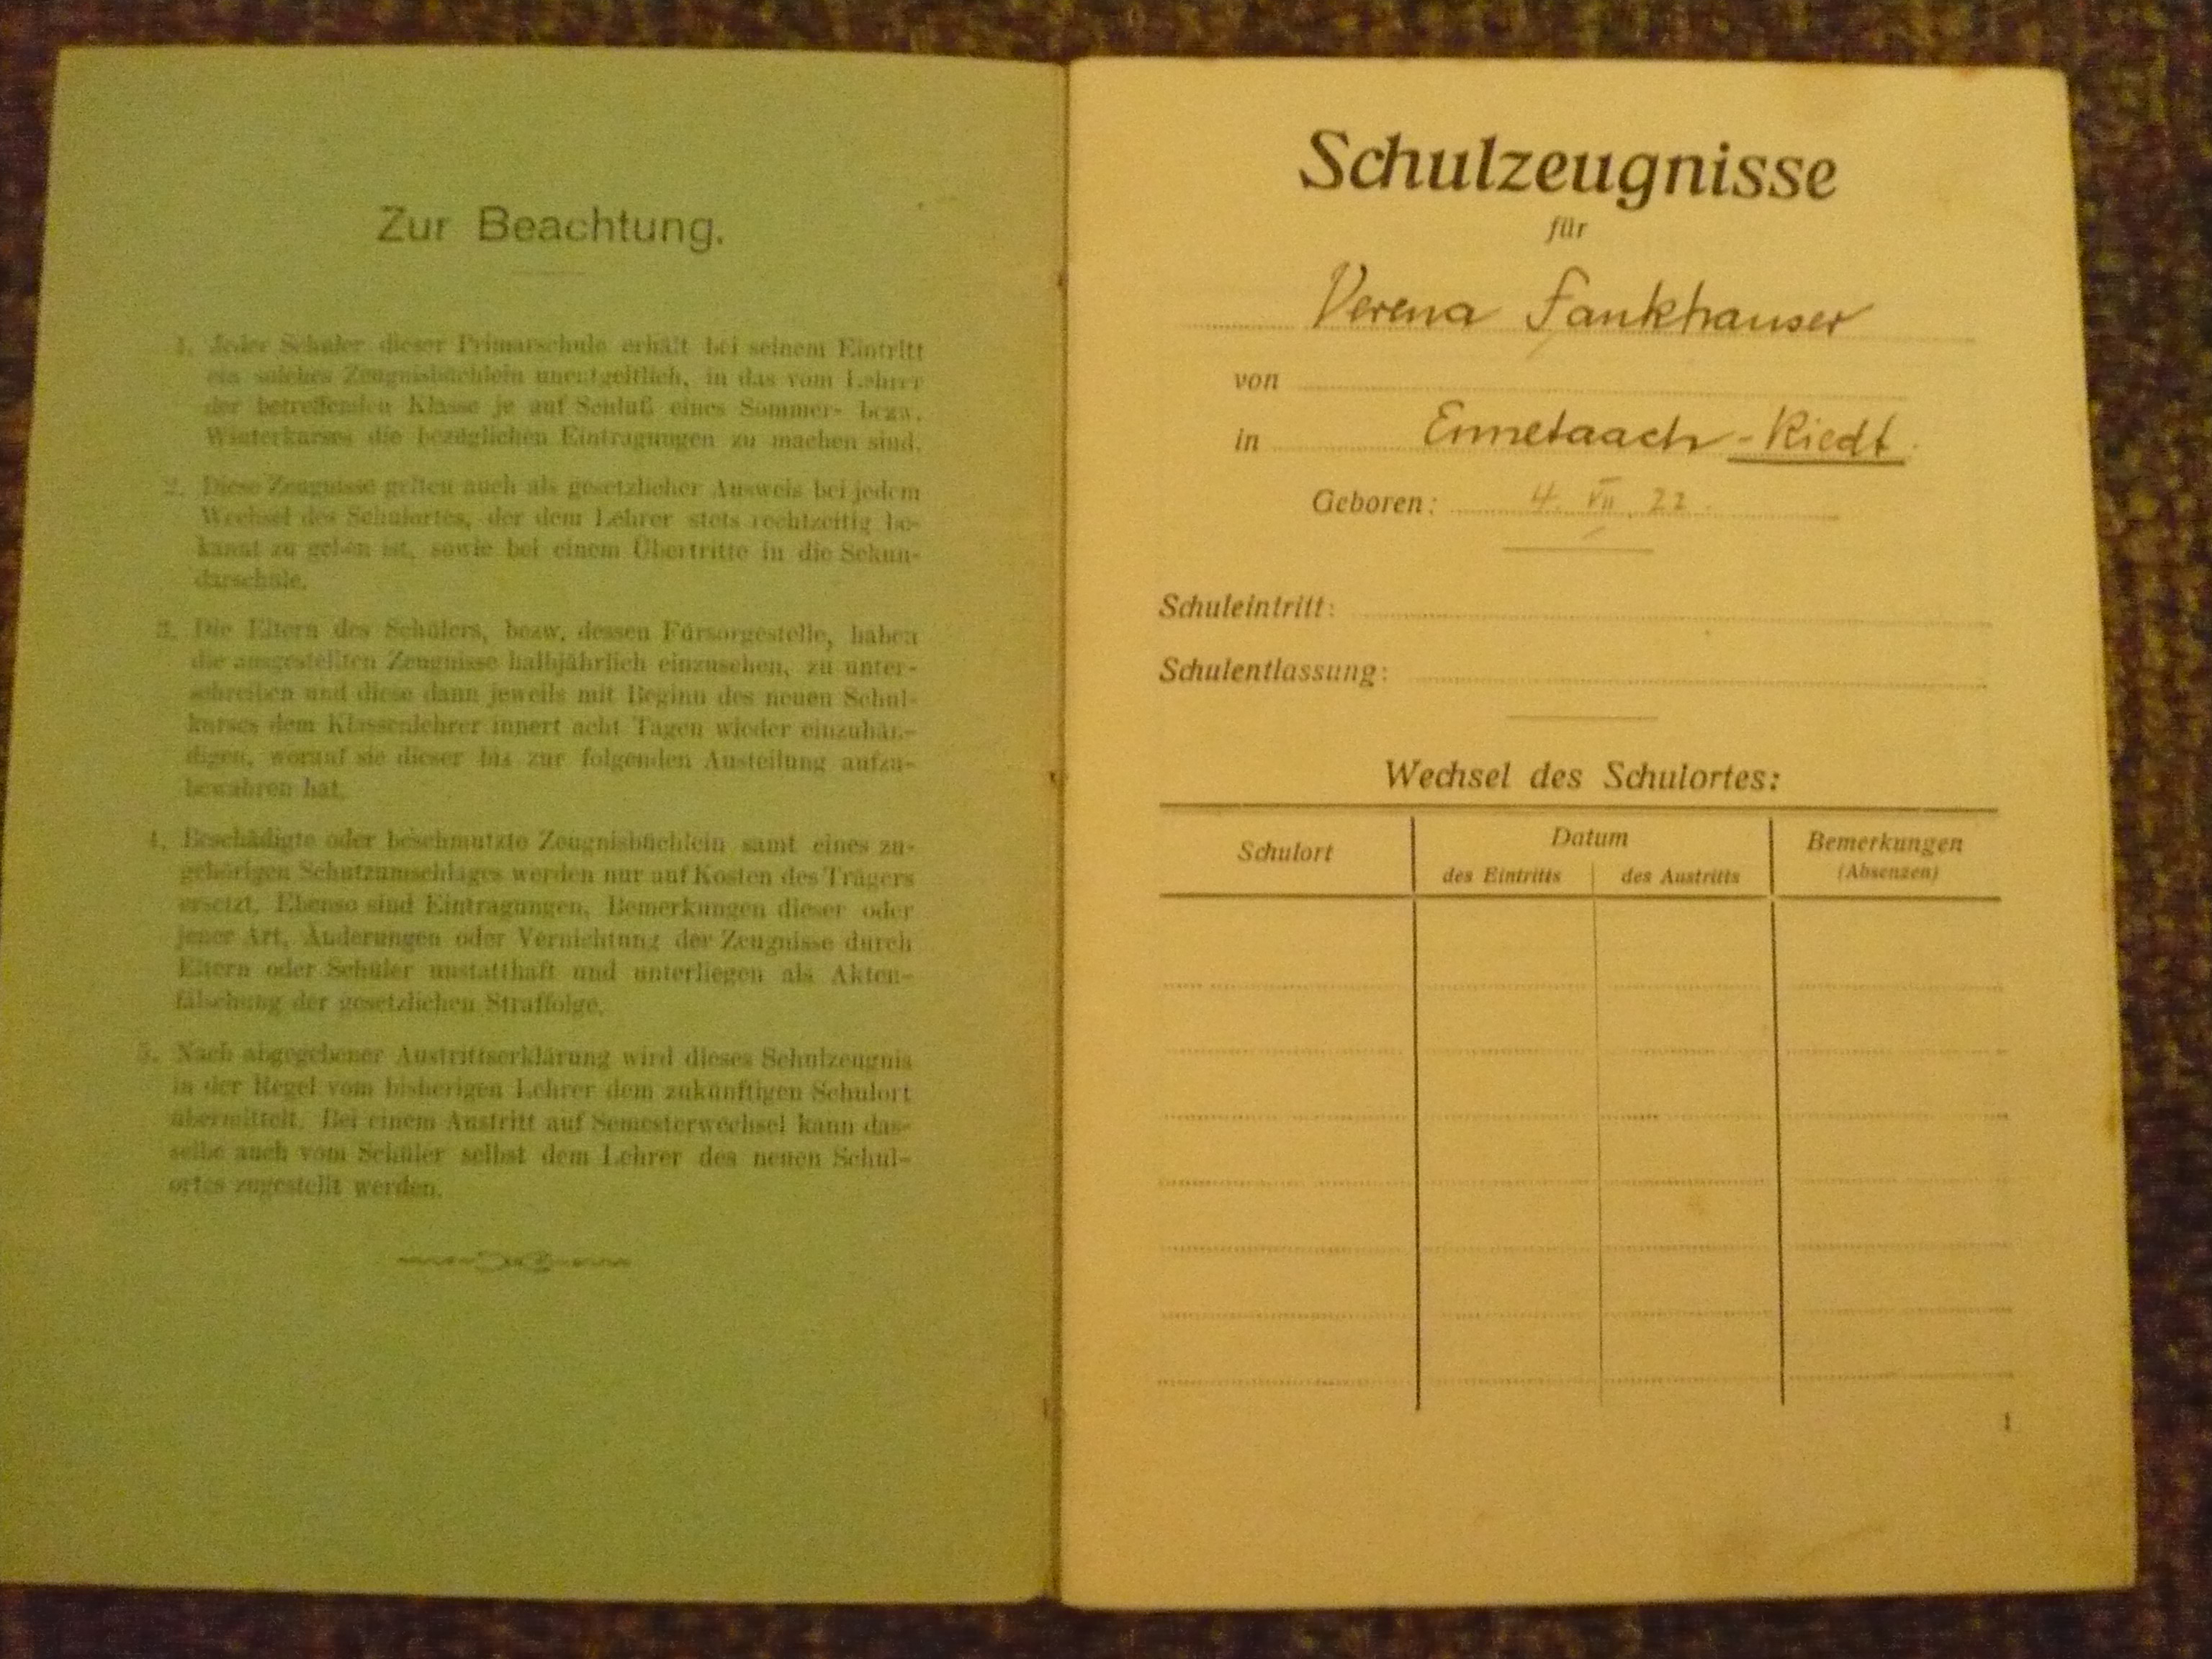 Zur Beachtung.
1. Jeder Schüler dieser Primarschule erhält bei seinem Eintritt
ein solches Zeugnisbüchlein unentgeltlich, in das vom Lehrer
der betreffenden Klasse je auf Schluß eines Sommer- bezw.
Winterkurses die bezüglichen Eintragungen zu machen sind.
2. Diese Zeugnisse gelten auch als gesetzlicher Ausweis bei jedem
Wechsel des Schulortes, der dem Lehrer stets rechtzeitig be-
kannt zu geben ist, sowie bei einem Übertritte in die Sekun-
darschule.
3. Die Eltern des Schülers, bezw. dessen Fürsorgestelle, haben
die ausgestellten Zeugnisse halbjährlich einzusehen, zu unter-
schreiben und diese dann jeweils mit Beginn des neuen Schul-
kurses dem Klassenlehrer innert acht Tagen wieder einzuhän-
digen, worauf sie dieser bis zur folgenden Austeilung aufzu-
bewahren hat.
4. Beschädigte oder beschmutzte Zeugnisbüchlein samt eines zu-
gehörigen Schutzumschlages werden nur auf Kosten des Trägers
ersetzt. Ebenso sind Eintragungen, Bemerkungen dieser oder
jener Art, Änderungen oder Vernichtung der Zeugnisse durch
Eltern oder Schüler unstatthaft und unterliegen als Akten-
fälschung der gesetzlichen Straffolge.
5. Nach abgegebener Austrittserklärung wird dieses Schulzeugnis
in der Regel vom bisherigen Lehrer dem zukünftigen Schulort
übermittelt. Bei einem Austritt auf Semesterwechsel kann das-
selbe auch vom Schüler selbst dem Lehrer des neuen Schul-
ortes zugestellt werden.
Schulzeugnisse
für
Verena Fankhauser
von
in Ennetaach - Riedt.
Geboren: 4. VII. 22.
Schuleintritt:
Schulentlassung:
Wechsel des Schulortes:
Schulort
Datum
des Eintritts
des Austritts
Bemerkungen
(Absenzen)
1